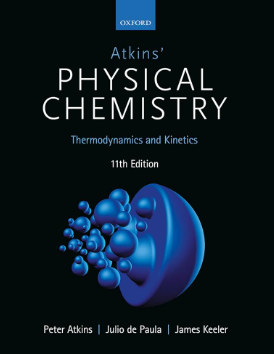 OXFORD
Atkins'
PHYSICAL
CHEMISTRY
Thermodynamics and Kinetics
11th Edition
Peter Atkins | Julio de Paula | James Keeler